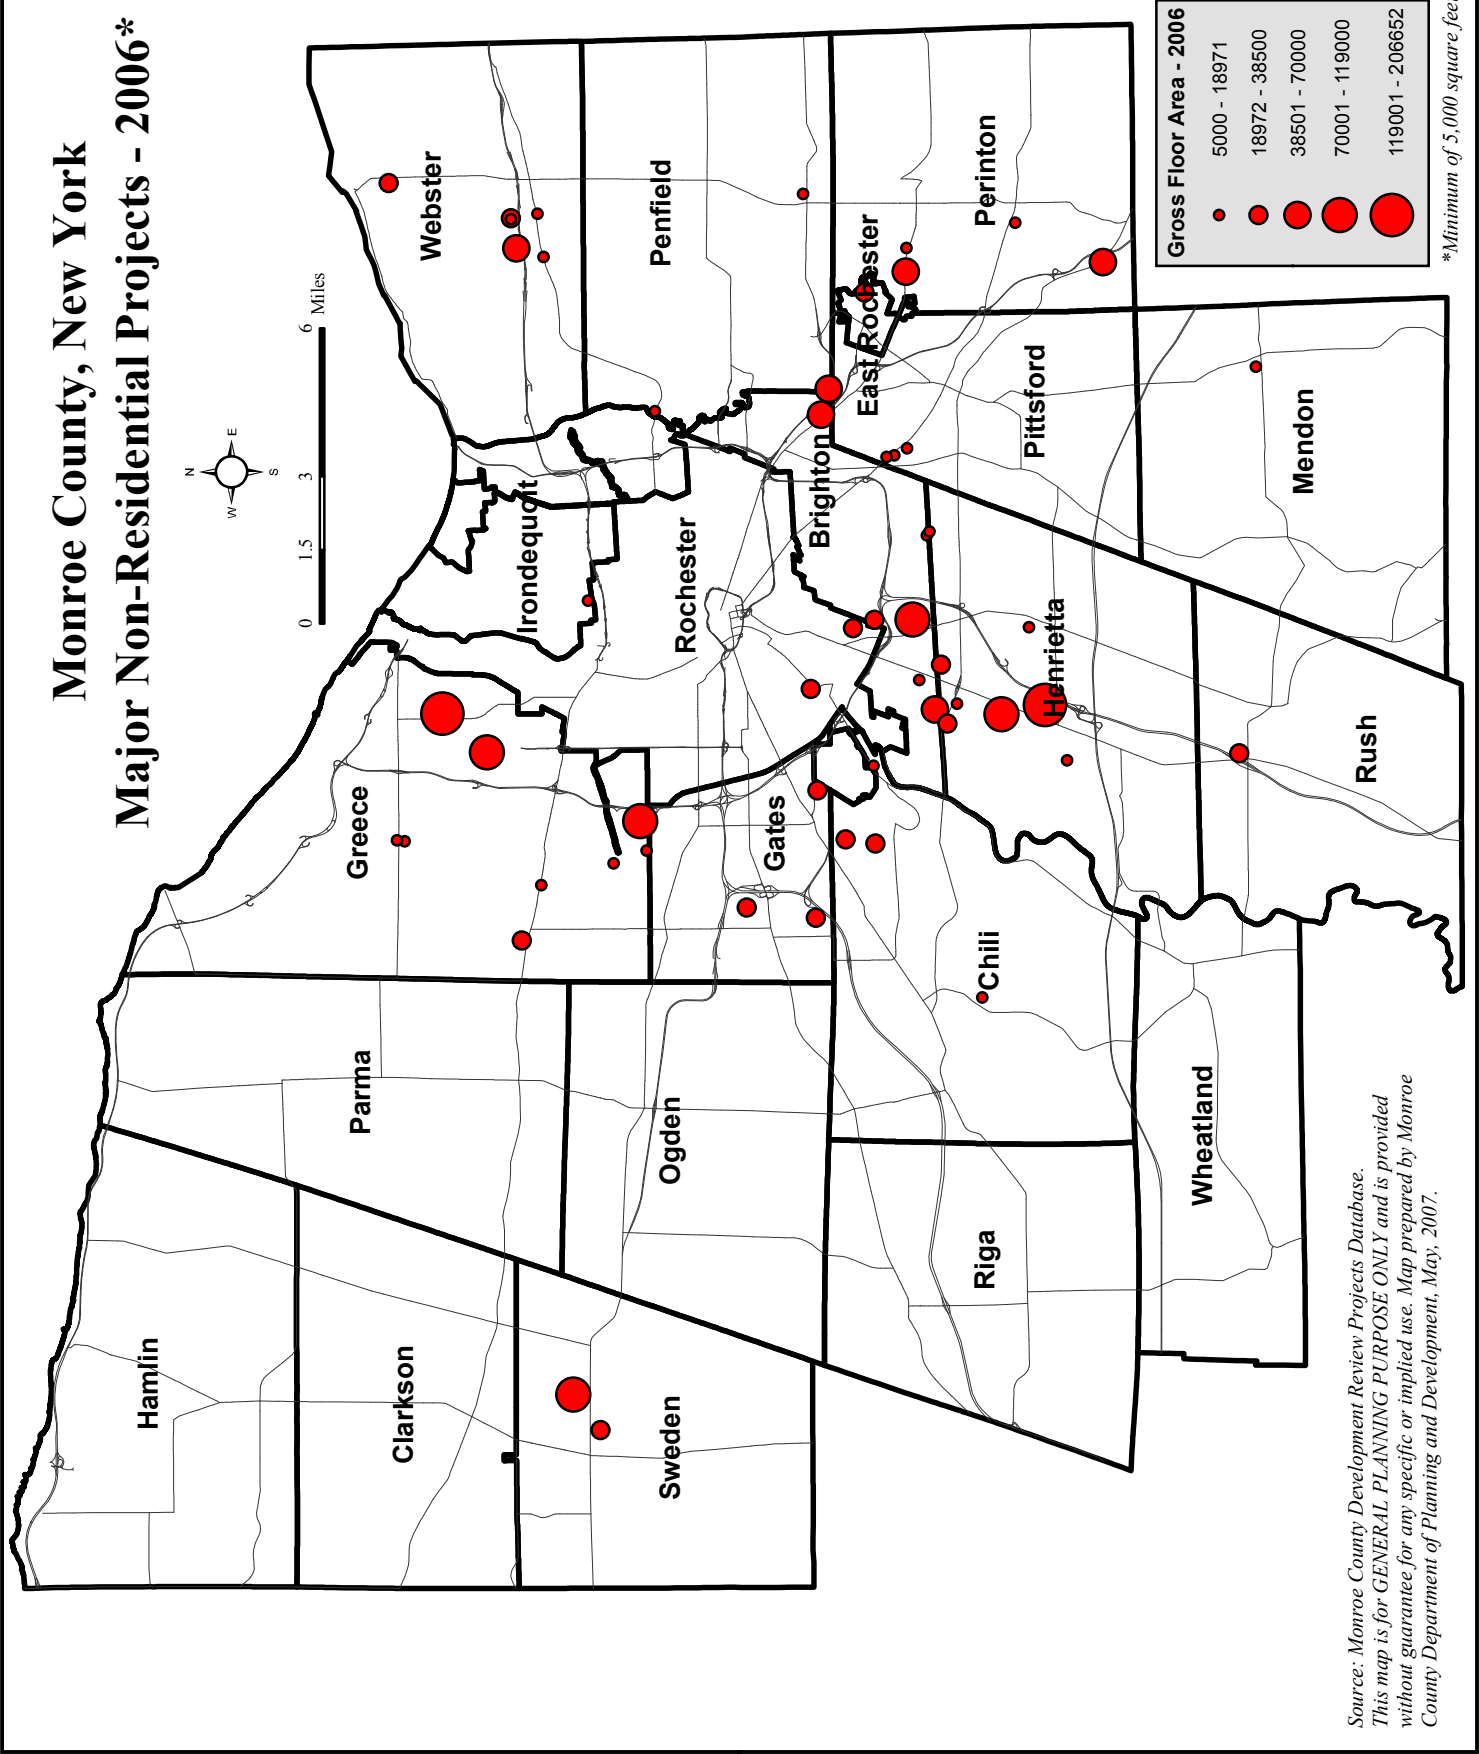 Monroe County, New York
Major Non-Residential Projects - 2006*
N
W
E
S
0
1.5
3
6
Miles
Hamlin
Parma
Greece
Irondequoit
Webster
Clarkson
Sweden
Ogden
Gates
Rochester
Penfield
Brighton
East Rochester
Perinton
Riga
Chili
Henrietta
Pittsford
Wheatland
Rush
Mendon
Gross Floor Area - 2006
5000 - 18971
18972 - 38500
38501 - 70000
70001 - 119000
119001 - 206652
*Minimum of 5,000 square feet
Source: Monroe County Development Review Projects Database.
This map is for GENERAL PLANNING PURPOSE ONLY and is provided
without guarantee for any specific or implied use. Map prepared by Monroe
County Department of Planning and Development, May, 2007.